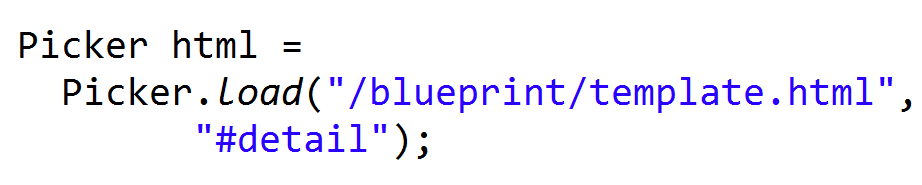 Picker html =
Picker.load("/blueprint/template.html",
"#detail");